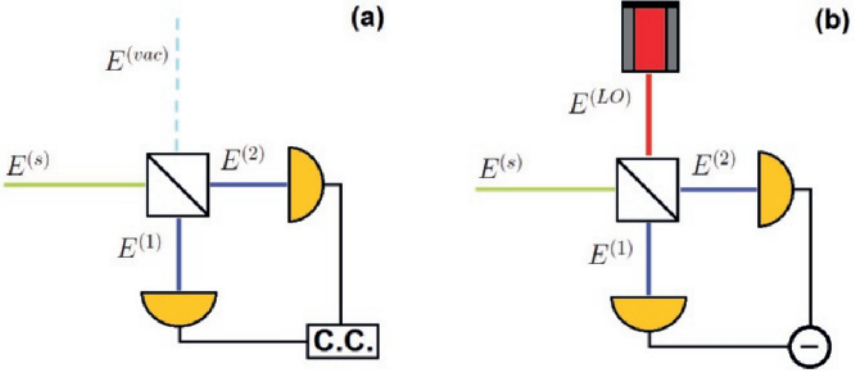 (a)
E^{(vac)}
E^{(s)}
E^{(2)}
E^{(1)}
C.C.
(b)
E^{(LO)}
E^{(s)}
E^{(2)}
E^{(1)}
−